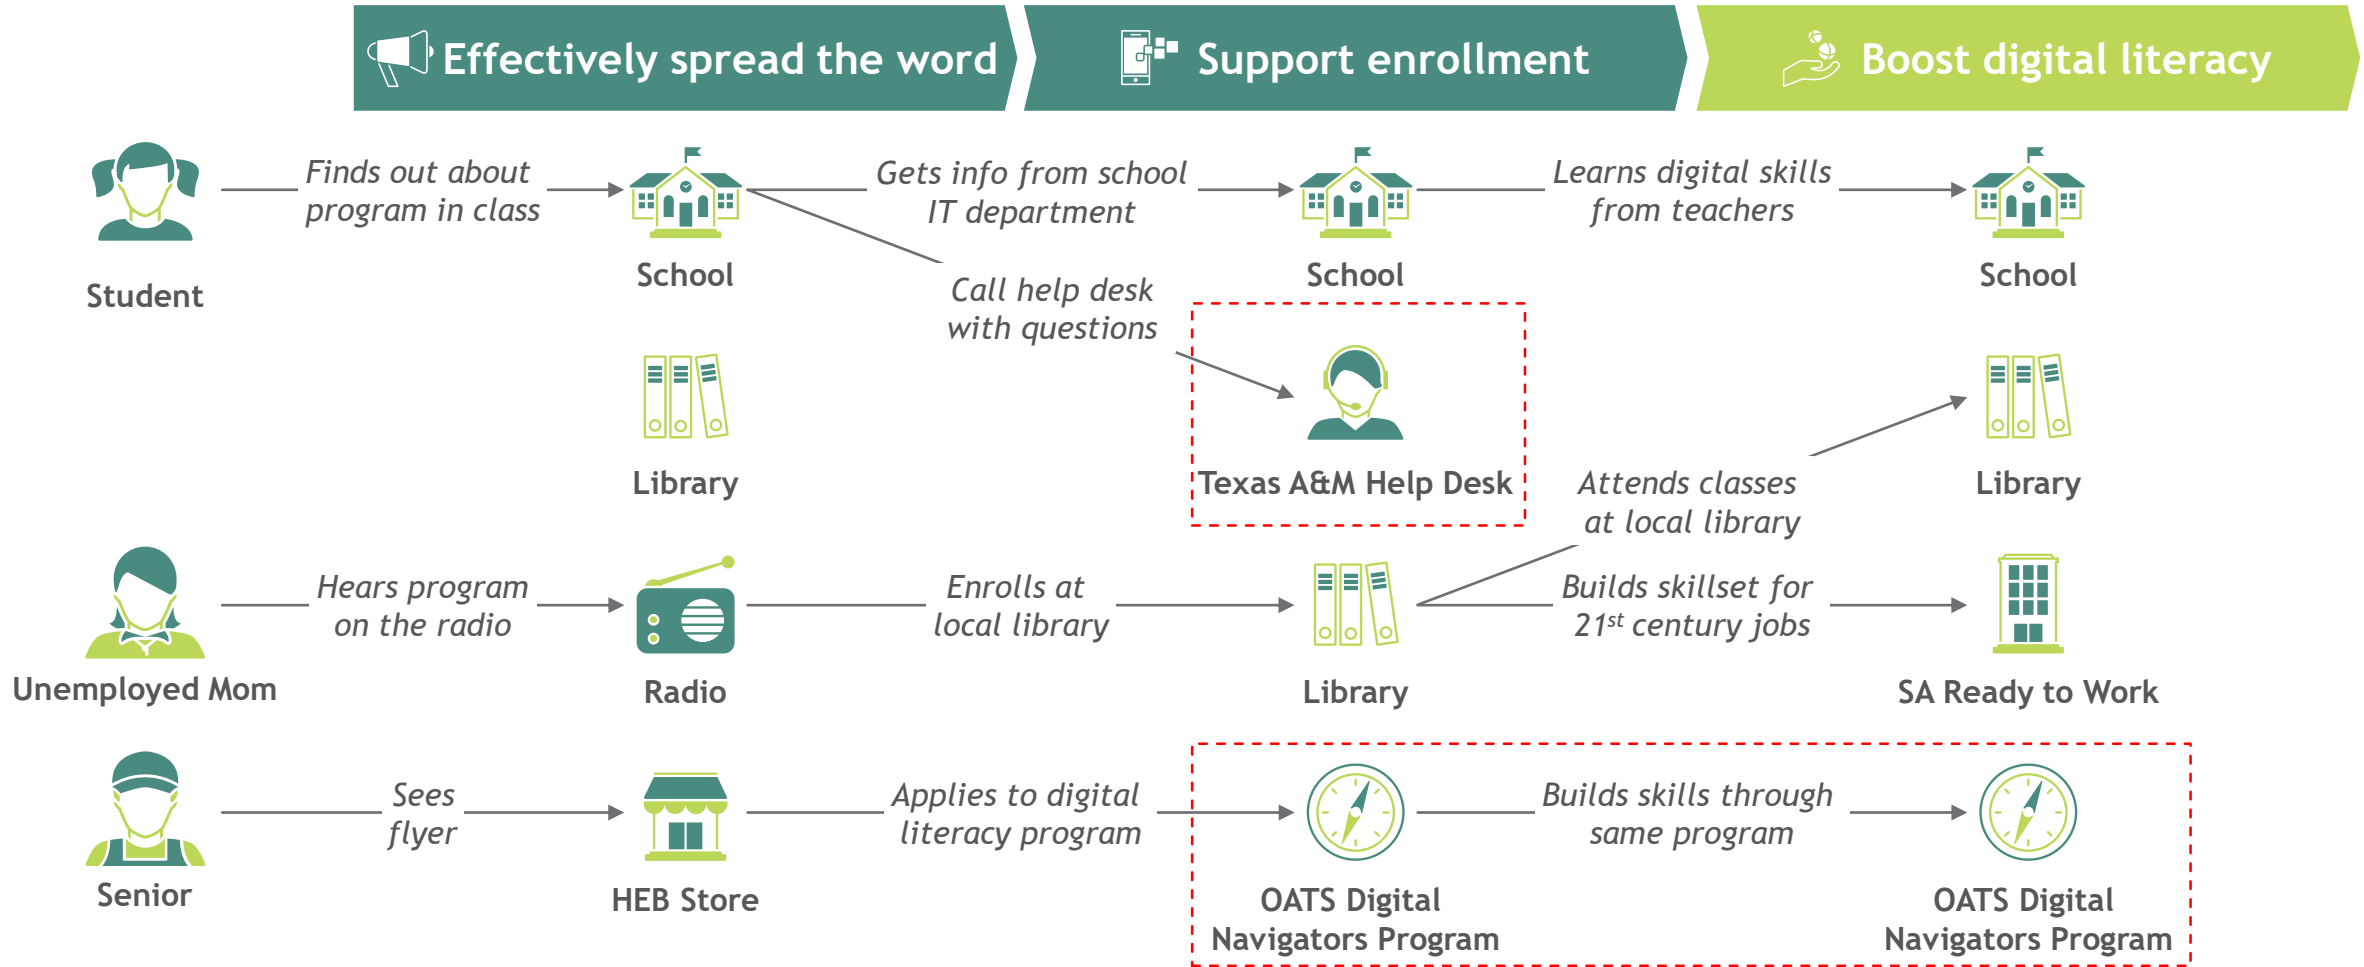 Effectively spread the word
Support enrollment
Boost digital literacy
Finds out about
program in class
Gets info from school
IT department
Learns digital skills
from teachers
Student
School
School
School
Call help desk
with questions
Library
Texas A&M Help Desk
Attends classes
at local library
Library
Hears program
on the radio
Enrolls at
local library
Builds skillset for
21st century jobs
Unemployed Mom
Radio
Library
SA Ready to Work
Sees
flyer
Applies to digital
literacy program
Builds skills through
same program
Senior
HEB Store
OATS Digital
Navigators Program
OATS Digital
Navigators Program